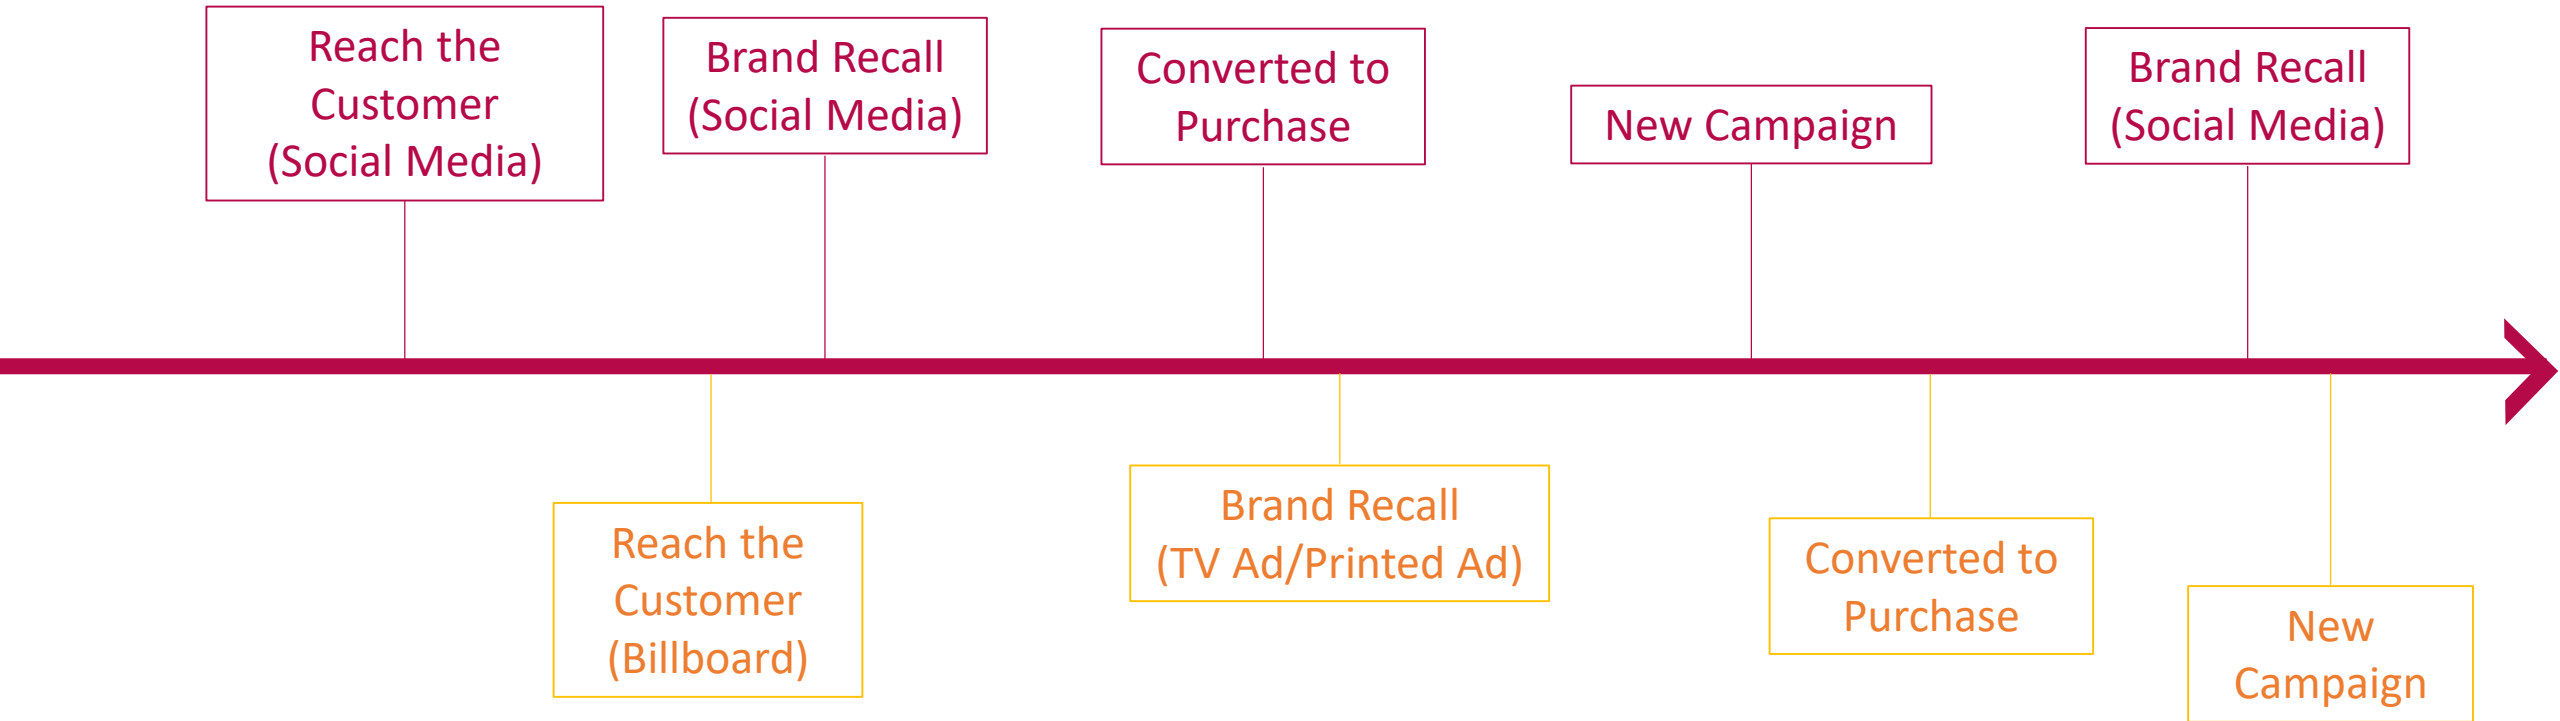 Reach the
Customer
(Social Media)
Brand Recall
(Social Media)
Converted to
Purchase
New Campaign
Brand Recall
(Social Media)
Reach the
Customer
(Billboard)
Brand Recall
(TV Ad/Printed Ad)
Converted to
Purchase
New
Campaign